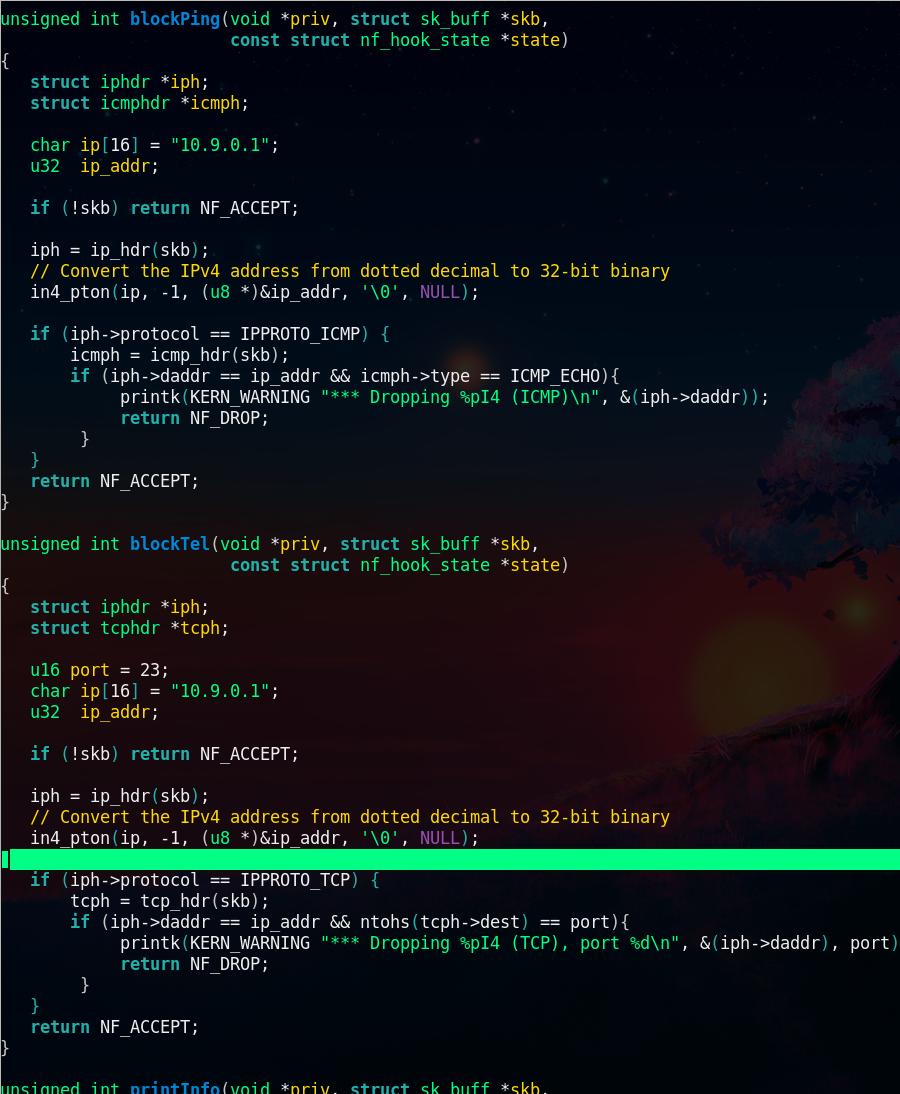 unsigned int blockPing(void *priv, struct sk_buff *skb,
                       const struct nf_hook_state *state)
{
   struct iphdr *iph;
   struct icmphdr *icmph;

   char ip[16] = "10.9.0.1";
   u32  ip_addr;

   if (!skb) return NF_ACCEPT;

   iph = ip_hdr(skb);
   // Convert the IPv4 address from dotted decimal to 32-bit binary
   in4_pton(ip, -1, (u8 *)&ip_addr, '\0', NULL);

   if (iph->protocol == IPPROTO_ICMP) {
       icmph = icmp_hdr(skb);
       if (iph->daddr == ip_addr && icmph->type == ICMP_ECHO){
            printk(KERN_WARNING "*** Dropping %pI4 (ICMP)\n", &(iph->daddr));
            return NF_DROP;
        }
   }
   return NF_ACCEPT;
}

unsigned int blockTel(void *priv, struct sk_buff *skb,
                       const struct nf_hook_state *state)
{
   struct iphdr *iph;
   struct tcphdr *tcph;

   u16 port = 23;
   char ip[16] = "10.9.0.1";
   u32  ip_addr;

   if (!skb) return NF_ACCEPT;

   iph = ip_hdr(skb);
   // Convert the IPv4 address from dotted decimal to 32-bit binary
   in4_pton(ip, -1, (u8 *)&ip_addr, '\0', NULL);

   if (iph->protocol == IPPROTO_TCP) {
       tcph = tcp_hdr(skb);
       if (iph->daddr == ip_addr && ntohs(tcph->dest) == port){
            printk(KERN_WARNING "*** Dropping %pI4 (TCP), port %d\n", &(iph->daddr), port)
            return NF_DROP;
        }
   }
   return NF_ACCEPT;
}

unsigned int printInfo(void *priv, struct sk_buff *skb,